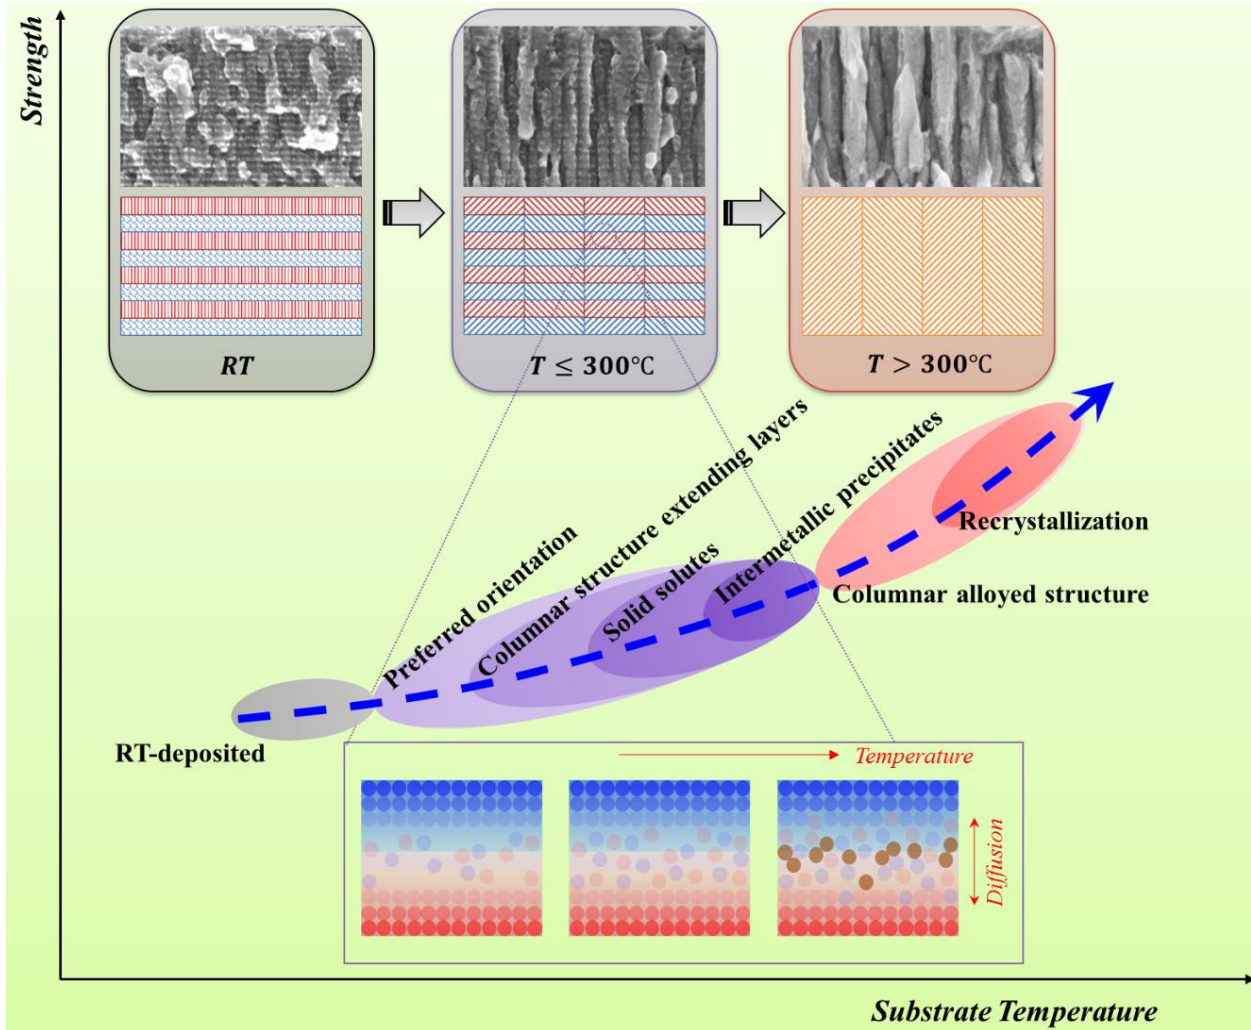 Strength
RT
T ≤ 300℃
T > 300℃
Preferred orientation
Columnar structure extending layers
Solid solutes
Intermetallic precipitates
Recrystallization
Columnar alloyed structure
RT-deposited
Temperature
Diffusion
Substrate Temperature